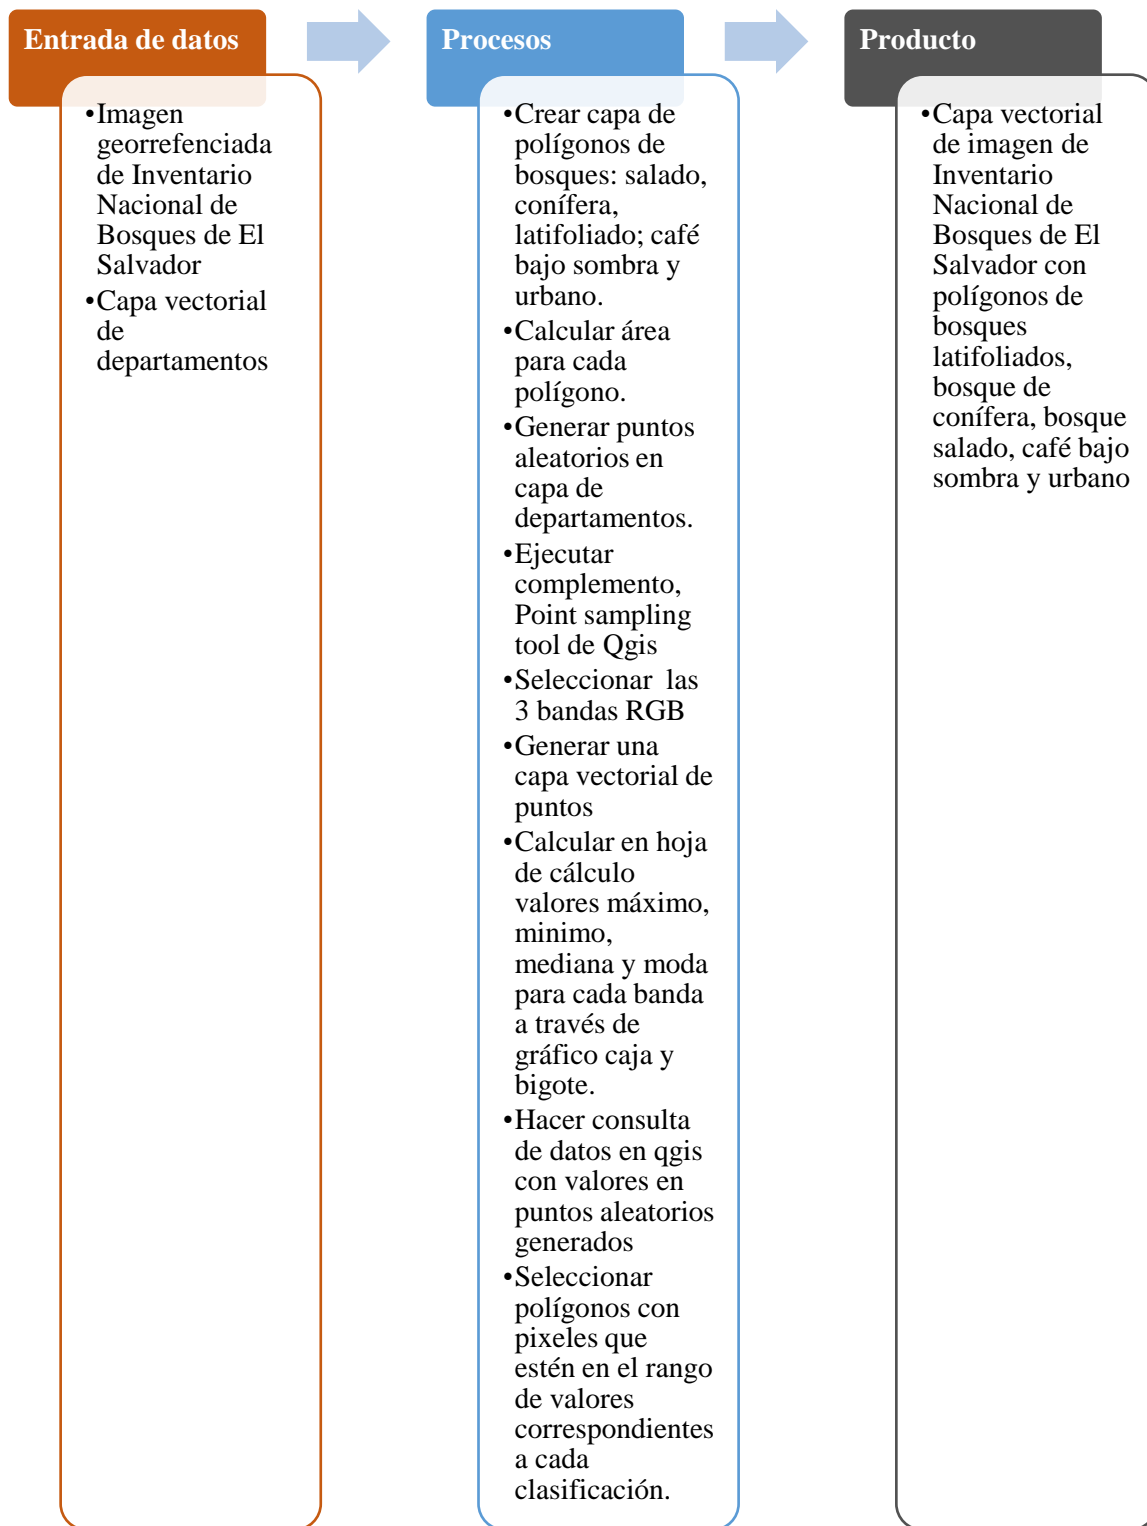 Entrada de datos
•Imagen
georrefenciada
de Inventario
Nacional de
Bosques de El
Salvador
•Capa vectorial
de
departamentos
Procesos
•Crear capa de
polígonos de
bosques: salado,
conífera,
latifoliado; café
bajo sombra y
urbano.
•Calcular área
para cada
polígono.
•Generar puntos
aleatorios en
capa de
departamentos.
•Ejecutar
complemento,
Point sampling
tool de Qgis
•Seleccionar las
3 bandas RGB
•Generar una
capa vectorial de
puntos
•Calcular en hoja
de cálculo
valores máximo,
minimo,
mediana y moda
para cada banda
a través de
gráfico caja y
bigote.
•Hacer consulta
de datos en qgis
con valores en
puntos aleatorios
generados
•Seleccionar
polígonos con
pixeles que
estén en el rango
de valores
correspondientes
a cada
clasificación.
Producto
•Capa vectorial
de imagen de
Inventario
Nacional de
Bosques de El
Salvador con
polígonos de
bosques
latifoliados,
bosque de
conífera, bosque
salado, café bajo
sombra y urbano